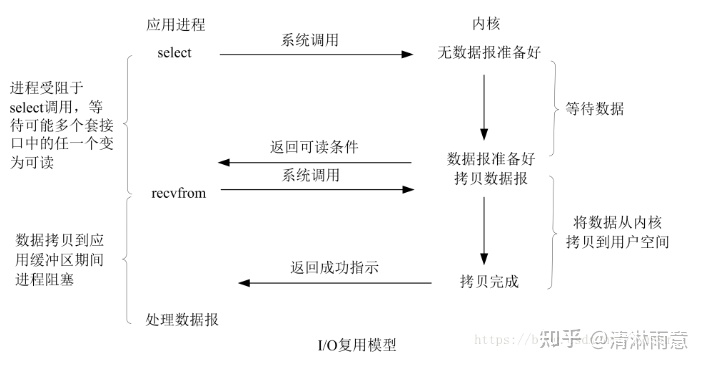 应用进程
内核
select
系统调用
无数据报准备好
进程受阻于
select调用，等
待可能多个套接
口中的任一个变
为可读
等待数据
返回可读条件
数据报准备好
拷贝数据报
recvfrom
系统调用
将数据从内核
拷贝到用户空间
数据拷贝到应
用缓冲区期间
进程阻塞
返回成功指示
拷贝完成
处理数据报
I/O复用模型
知乎 @清淋雨意